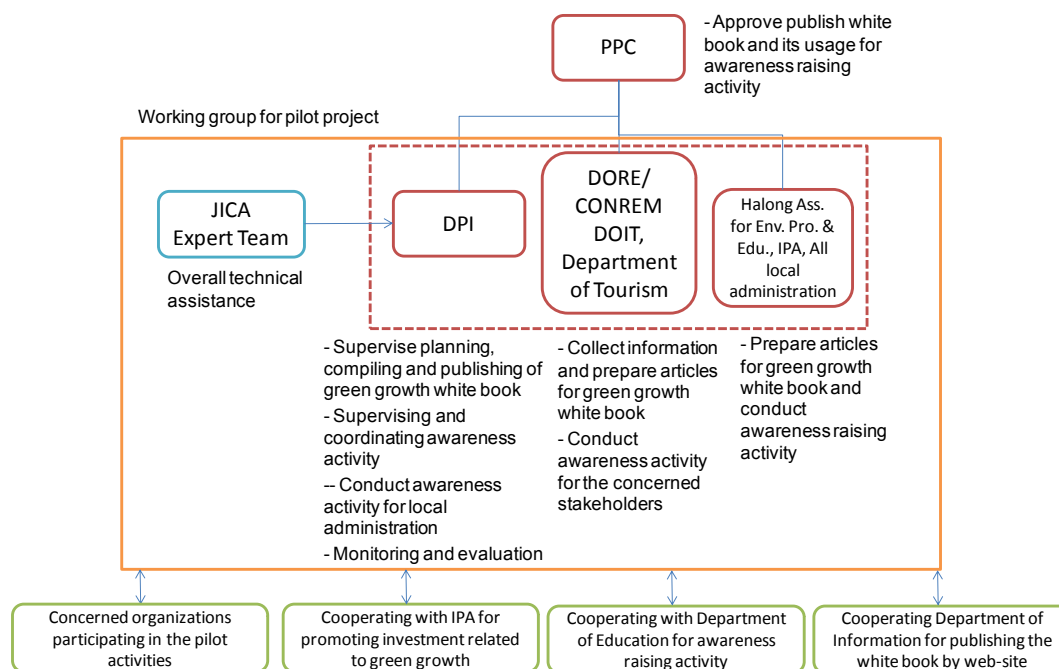 PPC
- Approve publish white
book and its usage for
awareness raising
activity
Working group for pilot project
JICA
Expert Team
Overall technical
assistance
DPI
DORE/
CONREM
DOIT,
Department
of Tourism
Halong Ass.
for Env. Pro. &
Edu., IPA, All
local
administration
- Supervise planning,
compiling and publishing of
green growth white book
- Supervising and
coordinating awareness
activity
-- Conduct awareness
activity for local
administration
- Monitoring and evaluation
- Collect information
and prepare articles
for green growth
white book
- Conduct
awareness activity
for the concerned
stakeholders
- Prepare articles
for green growth
white book and
conduct
awareness raising
activity
Concerned organizations
participating in the pilot
activities
Cooperating with IPA for
promoting investment related
to green growth
Cooperating with Department
of Education for awareness
raising activity
Cooperating Department of
Information for publishing the
white book by web-site